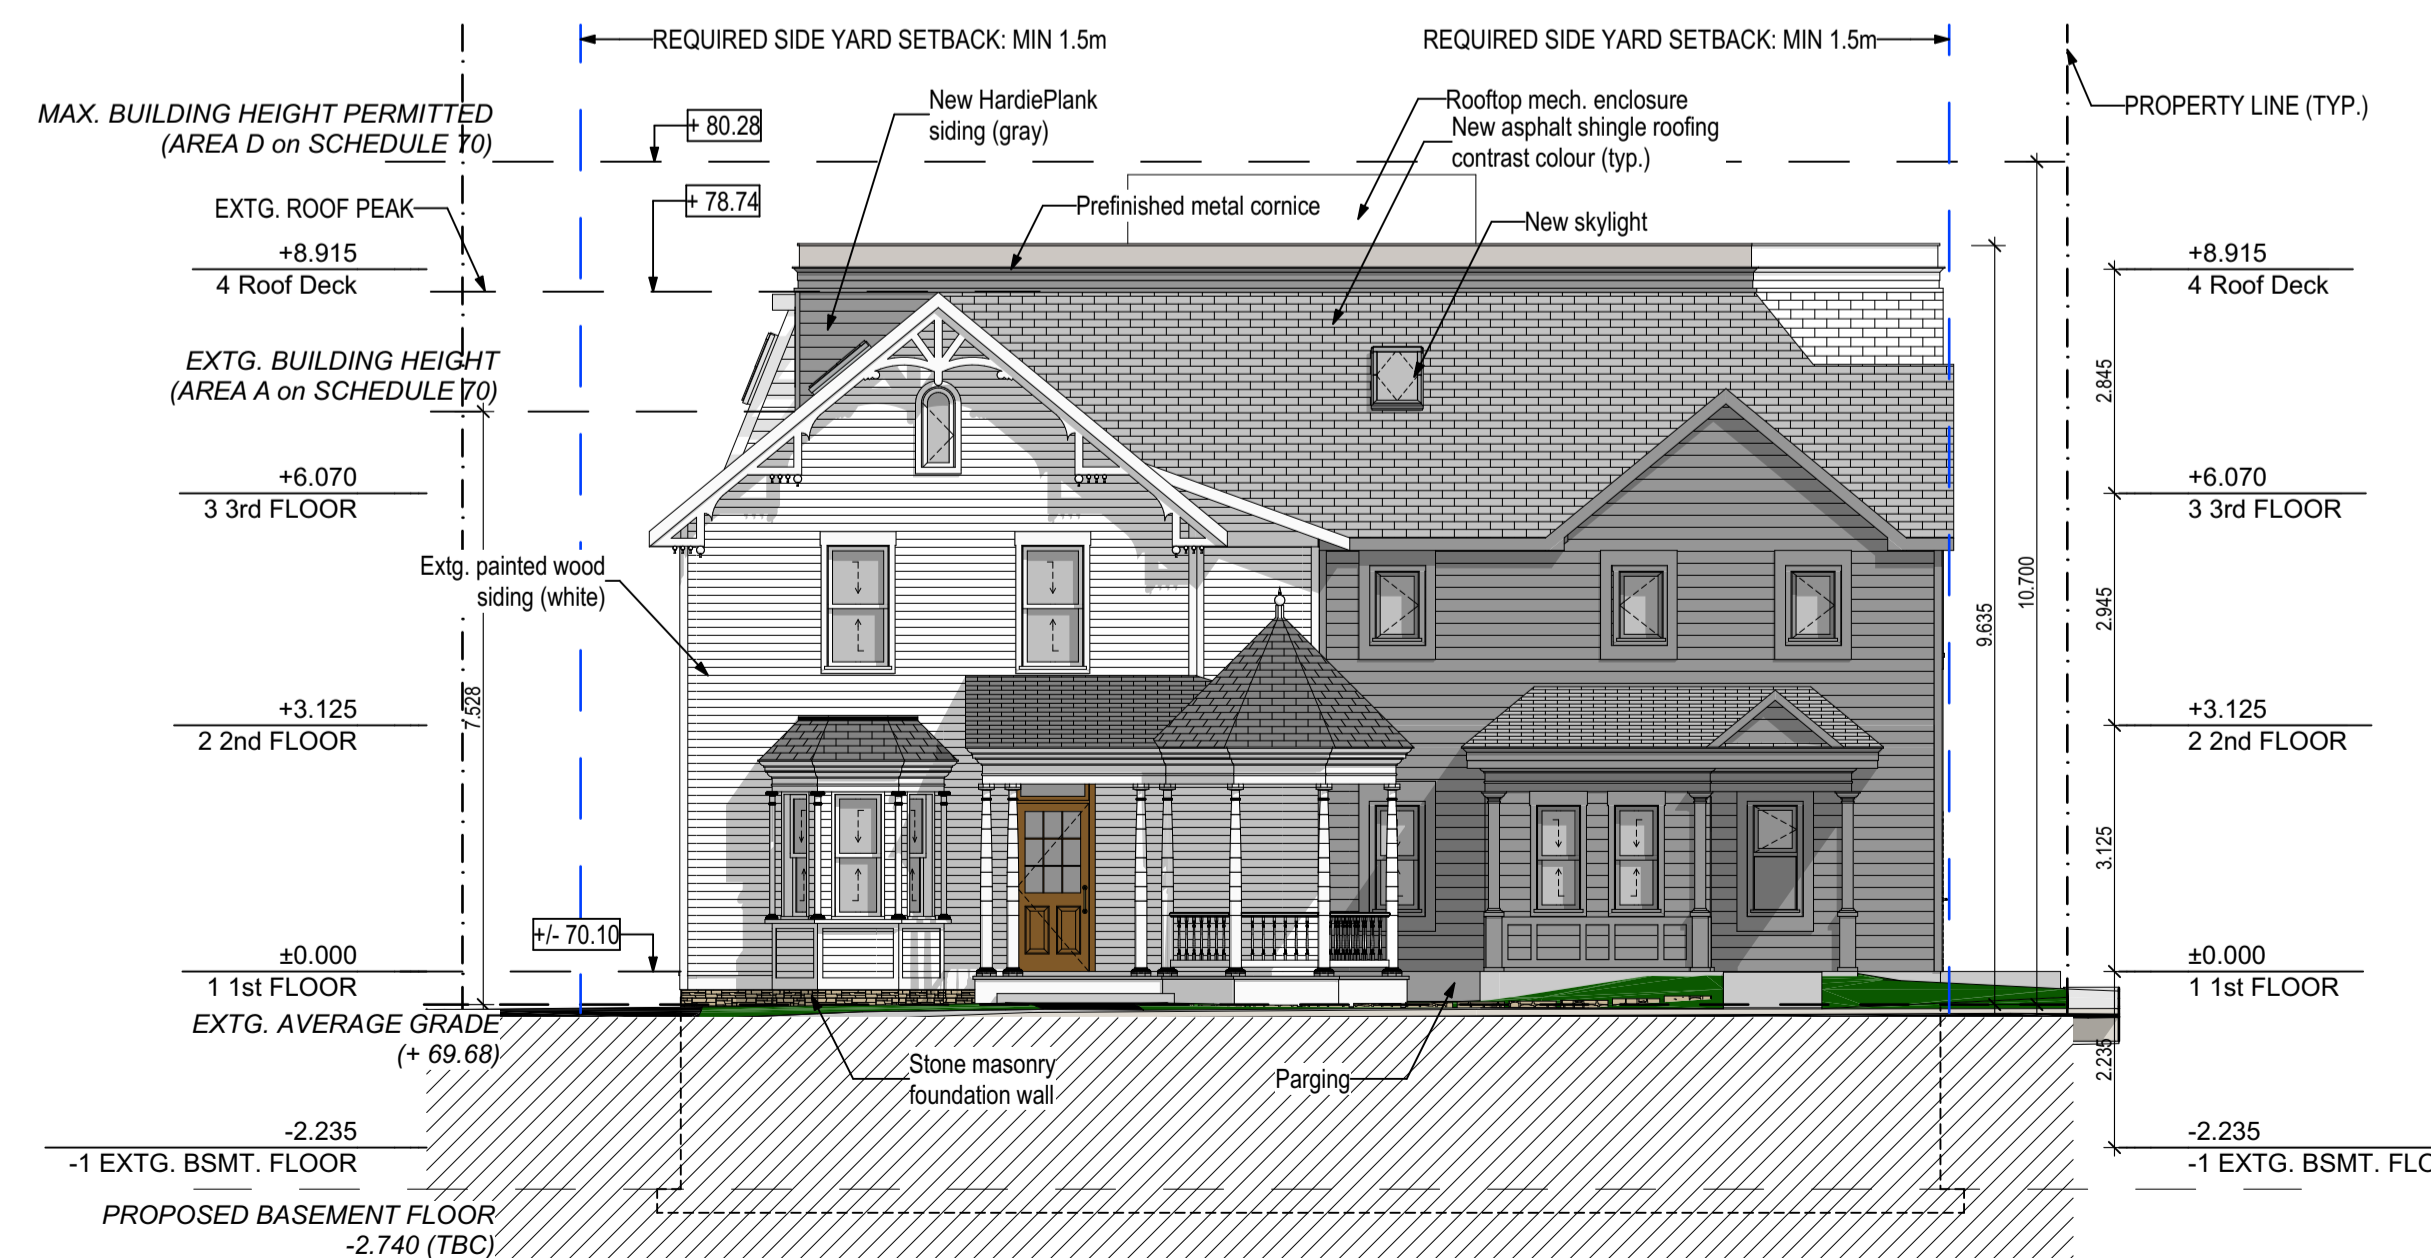 REQUIRED SIDE YARD SETBACK: MIN 1.5m
REQUIRED SIDE YARD SETBACK: MIN 1.5m
MAX. BUILDING HEIGHT PERMITTED
(AREA D on SCHEDULE 70)
+ 80.28
New HardiePlank
siding (gray)
Rooftop mech. enclosure
New asphalt shingle roofing
contrast colour (typ.)
PROPERTY LINE (TYP.)
EXTG. ROOF PEAK
+ 78.74
Prefinished metal cornice
New skylight
+8.915
4 Roof Deck
+8.915
4 Roof Deck
EXTG. BUILDING HEIGHT
(AREA A on SCHEDULE 70)
2.845
+6.070
3 3rd FLOOR
+6.070
3 3rd FLOOR
Extg. painted wood
siding (white)
10.700
9.635
2.945
7.528
+3.125
2 2nd FLOOR
+3.125
2 2nd FLOOR
3.125
+/- 70.10
±0.000
1 1st FLOOR
±0.000
1 1st FLOOR
EXTG. AVERAGE GRADE
(+ 69.68)
Stone masonry
foundation wall
Parging
2.235
-2.235
-1 EXTG. BSMT. FLOOR
-2.235
-1 EXTG. BSMT. FLO
PROPOSED BASEMENT FLOOR
-2.740 (TBC)